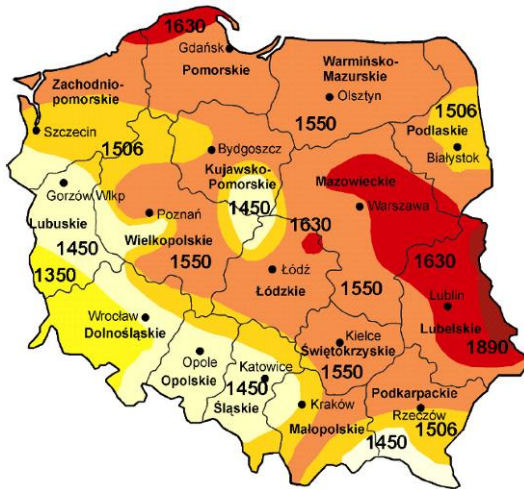 1630
Gdańsk
Pomorskie
Warmińsko-
Mazurskie
Zachodnio-
pomorskie
Olsztyn
Szczecin
1506
1550
1506
Podlaskie
Bydgoszcz
Białystok
Kujawsko-
Pomorskie
Mazowieckie
Gorzów Wlkp
1450
Warszawa
Poznań
Lubuskie
Wielkopolskie
1630
1450
1550
1630
1350
Łódź
Łódzkie
1550
Lublin
Wrocław
Dolnośląskie
Lubelskie
Kielce
Świętokrzyskie
1890
Opole
Opolskie
Katowice
1550
1450
Śląskie
Podkarpackie
Kraków
Rzeczów
Małopolskie
1506
1450